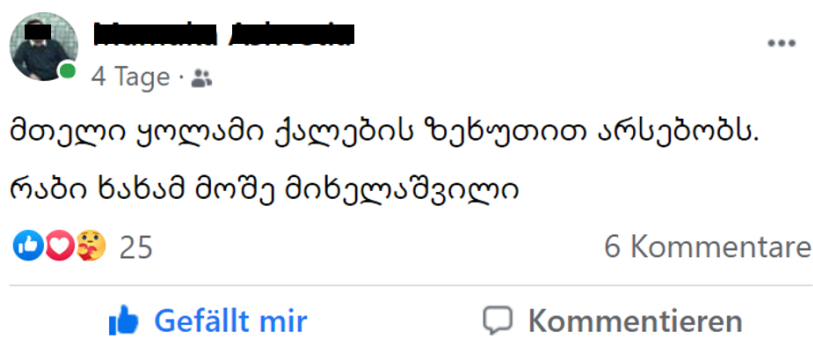 4 Tage ·
მთელი ყოლამი ქალების ზეხუთით არსებობს.
რაბი ხახამ მოშე მიხელაშვილი
25
6 Kommentare
Gefällt mir
Kommentieren